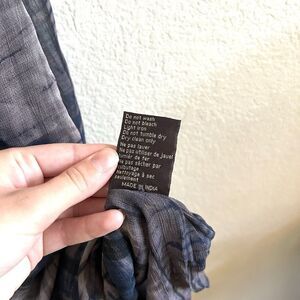 Do not wash
Do not bleach
Light iron
Do not tumble dry
Dry clean only
Ne pas laver
Ne pas utiliser de javel
fer
Ne pas sécher par
culbutage
Nettoyage à sec
seulement
MADE IN INDIA